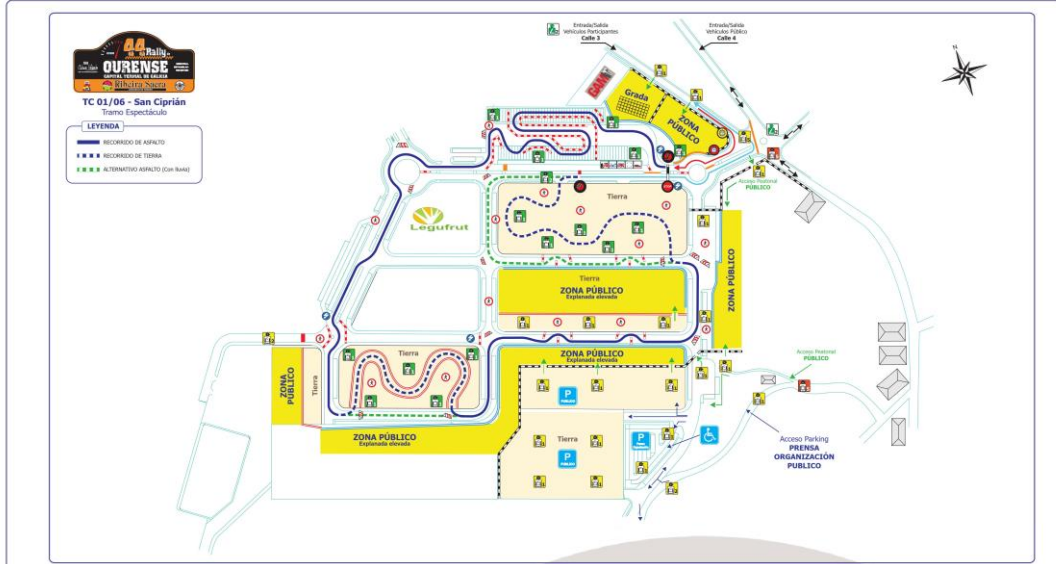 44 Rally de
OURENSE
CAPITAL TERMAL DE GALICIA
Ribeira Sacra
TC 01/06 - San Ciprián
Tramo Espectáculo
LEYENDA
RECORRIDO DE ASFALTO
RECORRIDO DE TIERRA
ALTERNATIVO ASFALTO (Con lluvia)
Entrada/Salida
Vehículos Participantes
Calle 3
Entrada/Salida
Vehículos Público
Calle 4
N
GAM
Grada
ZONA
PÚBLICO
Acceso Peatonal
PÚBLICO
Tierra
Legufrut
Tierra
ZONA PÚBLICO
Explanada elevada
ZONA PÚBLICO
ZONA PÚBLICO
Explanada elevada
Tierra
ZONA
PÚBLICO
Tierra
ZONA PÚBLICO
Explanada elevada
P
PÚBLICO
Tierra
P
PÚBLICO
P
Acceso Peatonal
PÚBLICO
Acceso Parking
PRENSA
ORGANIZACIÓN
PUBLICO